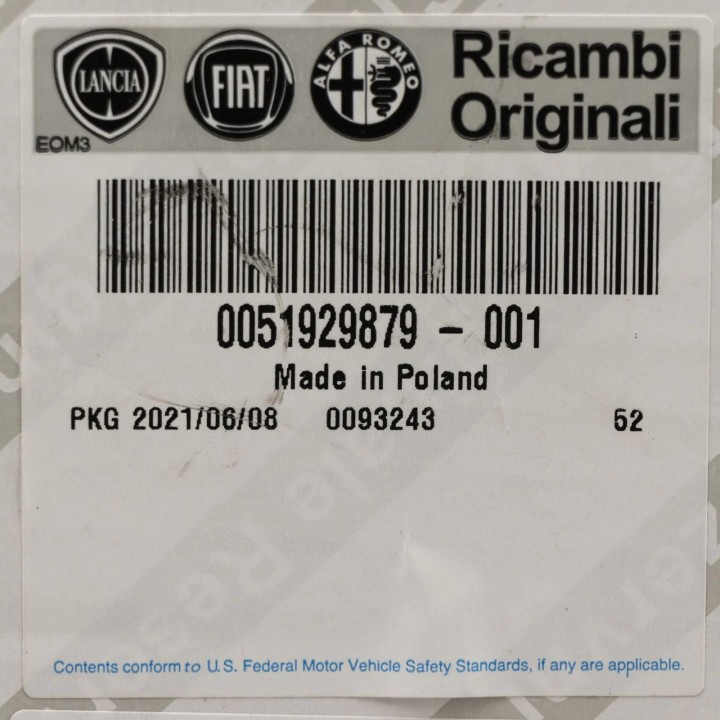 LANCIA FIAT ALFA ROMEO Ricambi
Originali
EOM3
0051929879 - 001
Made in Poland
PKG 2021/06/08 0093243 52
Contents conform to U.S. Federal Motor Vehicle Safety Standards, if any are applicable.